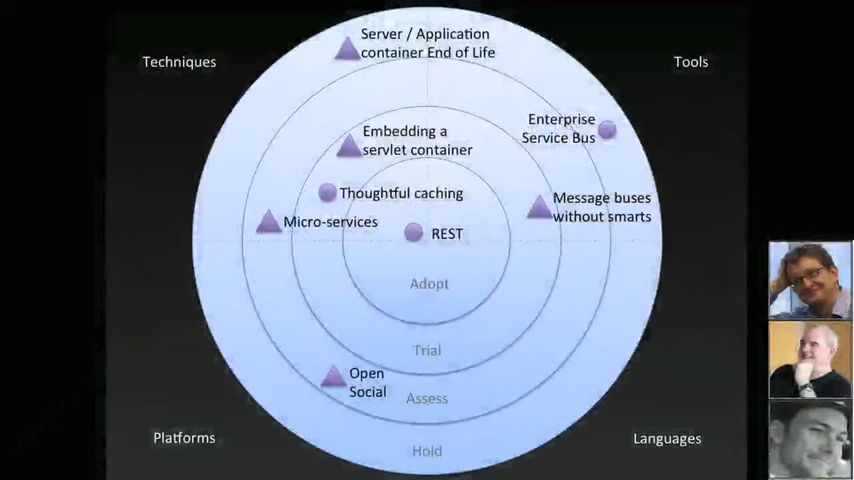 Server / Application
container End of Life
Techniques
Tools
Enterprise
Service Bus
Embedding a
servlet container
Thoughtful caching
Message buses
without smarts
Micro-services
REST
Adopt
Trial
Open
Social
Assess
Platforms
Languages
Hold